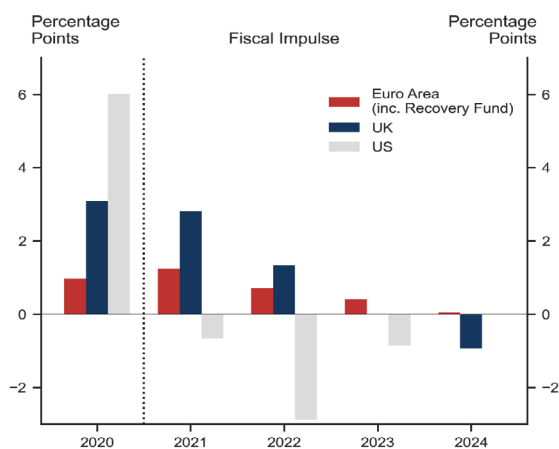 Percentage
Points
Fiscal Impulse
Percentage
Points
Euro Area
(inc. Recovery Fund)
UK
US
6
4
2
0
−2
6
4
2
0
−2
2020
2021
2022
2023
2024